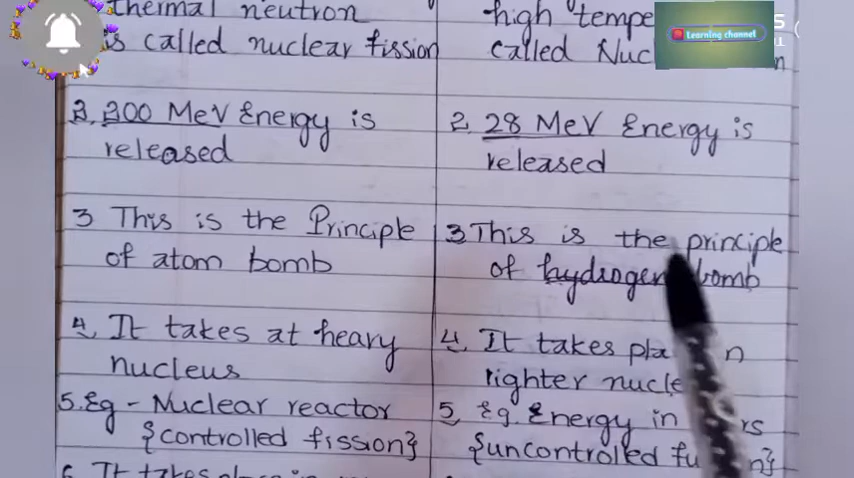 thermal neutron
is called nuclear fission
2. 200 MeV Energy is
released
3 This is the Principle
of atom bomb
4. It takes at heavy
nucleus
5. Eg - Nuclear reactor
{controlled fission}
high tempe
called Nuc
Learning channel
2. 28 MeV Energy is
released
3 This is the principle
of hydrogen bomb
4. It takes pla n
lighter nucle
5. Eg. Energy in rs
{uncontrolled fu n}